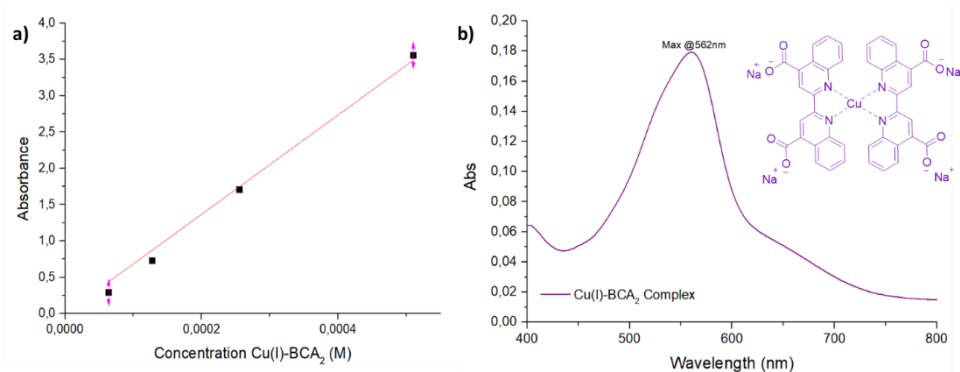 a)
4,0
3,5
3,0
2,5
2,0
1,5
1,0
0,5
0,0
Absorbance
0,0000
0,0002
0,0004
Concentration Cu(I)-BCA₂ (M)
b)
0,20
0,18
0,16
0,14
0,12
0,10
0,08
0,06
0,04
0,02
0,00
Abs
Max @562nm
Cu(I)-BCA₂ Complex
400
500
600
700
800
Wavelength (nm)
Na⁺
⁻O
O
O
O⁻
Na⁺
N
N
Cu
N
N
O
⁻O
Na⁺
O
O⁻
Na⁺